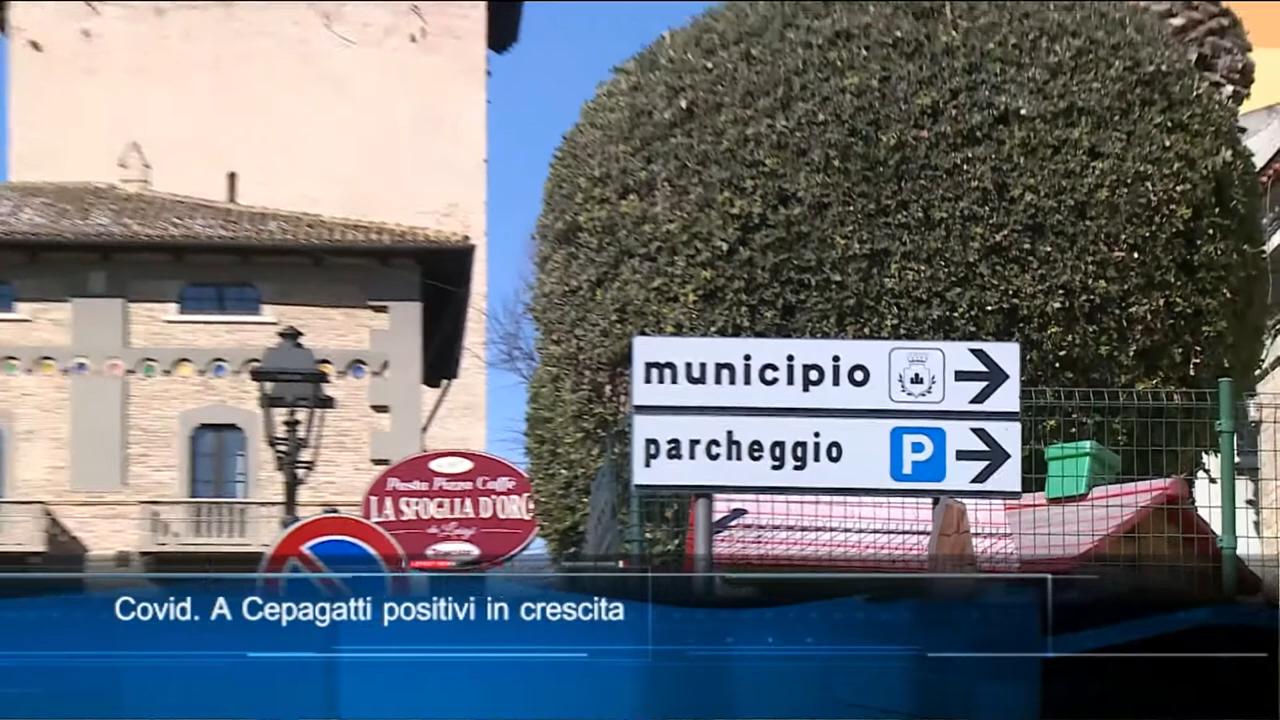 municipio
parcheggio
P
Pasta Pizza Caffè
LA SFOGLIA D'ORO
Covid. A Cepagatti positivi in crescita